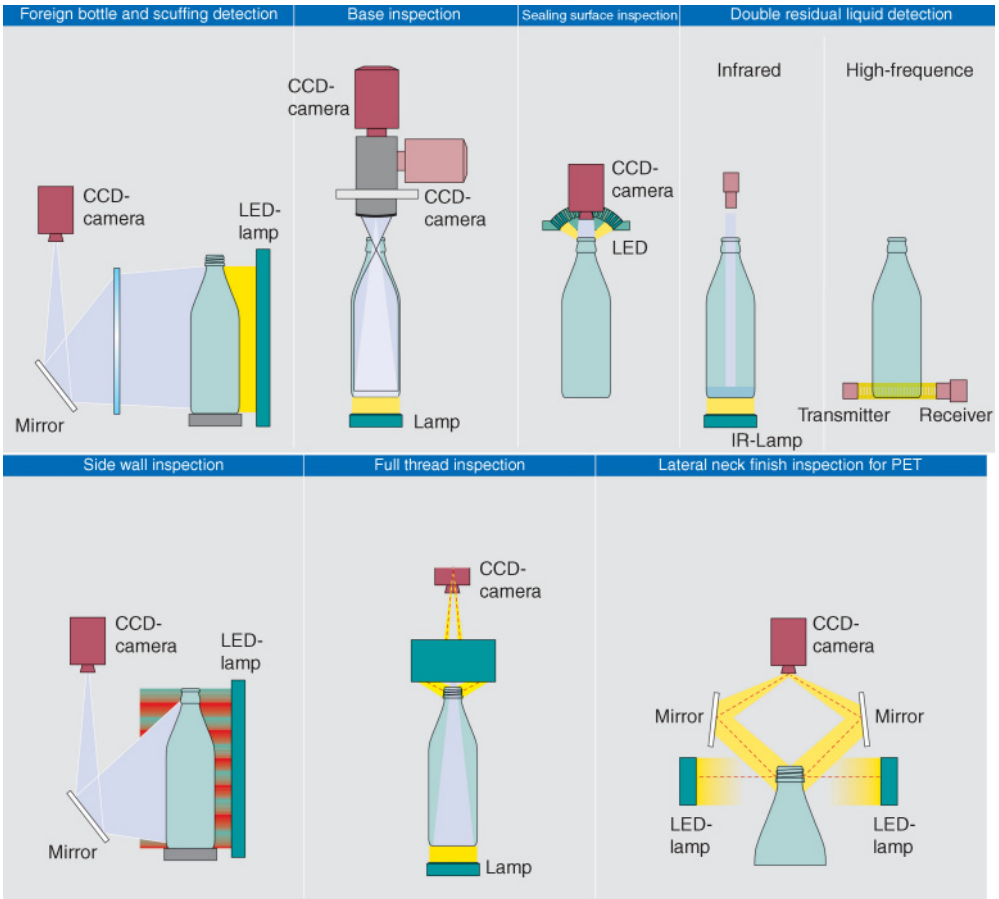 Foreign bottle and scuffing detection
Base inspection
Sealing surface inspection
Double residual liquid detection
CCD-
camera
LED-
lamp
Mirror
CCD-
camera
CCD-
camera
Lamp
CCD-
camera
LED
Infrared
High-frequence
IR-Lamp
Transmitter
Receiver
Side wall inspection
Full thread inspection
Lateral neck finish inspection for PET
CCD-
camera
LED-
lamp
Mirror
CCD-
camera
Lamp
CCD-
camera
Mirror
Mirror
LED-
lamp
LED-
lamp